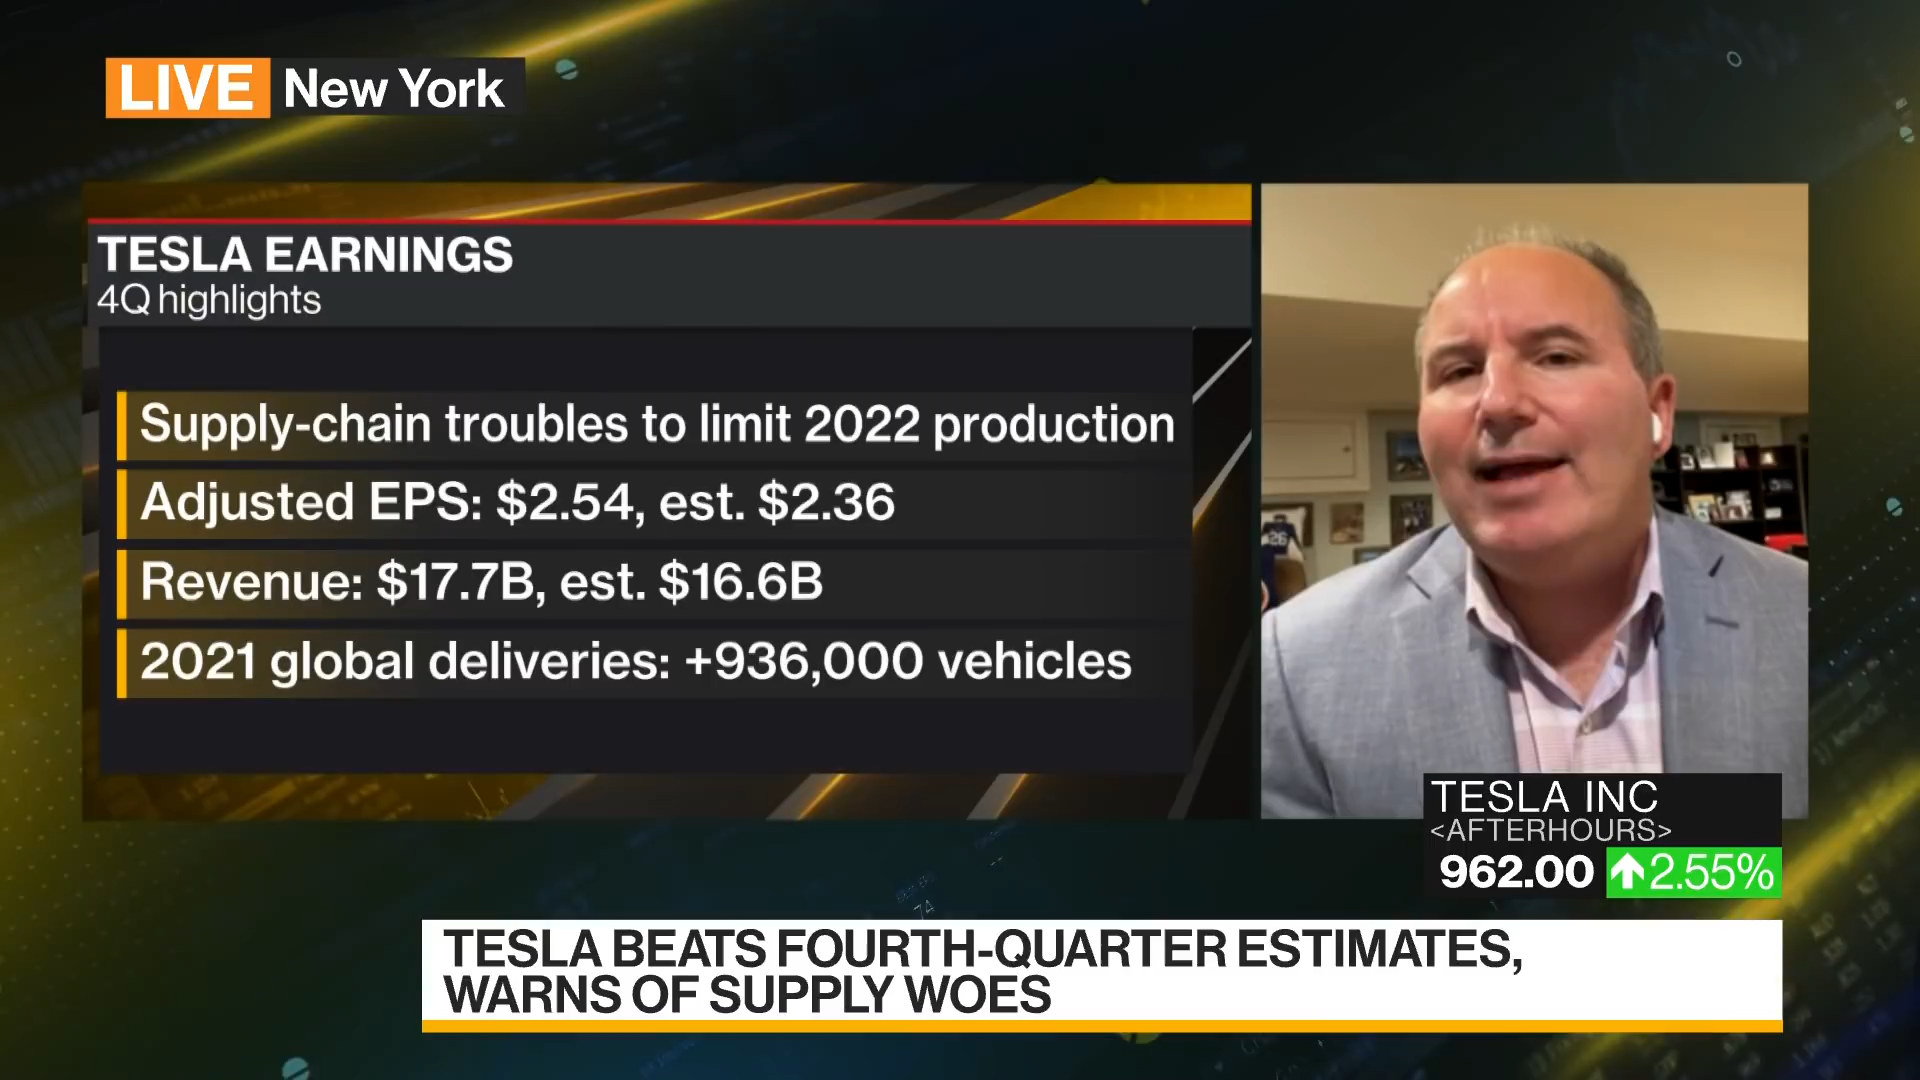 LIVE New York
TESLA EARNINGS
4Q highlights
Supply-chain troubles to limit 2022 production
Adjusted EPS: $2.54, est. $2.36
Revenue: $17.7B, est. $16.6B
2021 global deliveries: +936,000 vehicles
26
TESLA INC
<AFTERHOURS>
962.00 ⬆2.55%
74
TESLA BEATS FOURTH-QUARTER ESTIMATES,
WARNS OF SUPPLY WOES